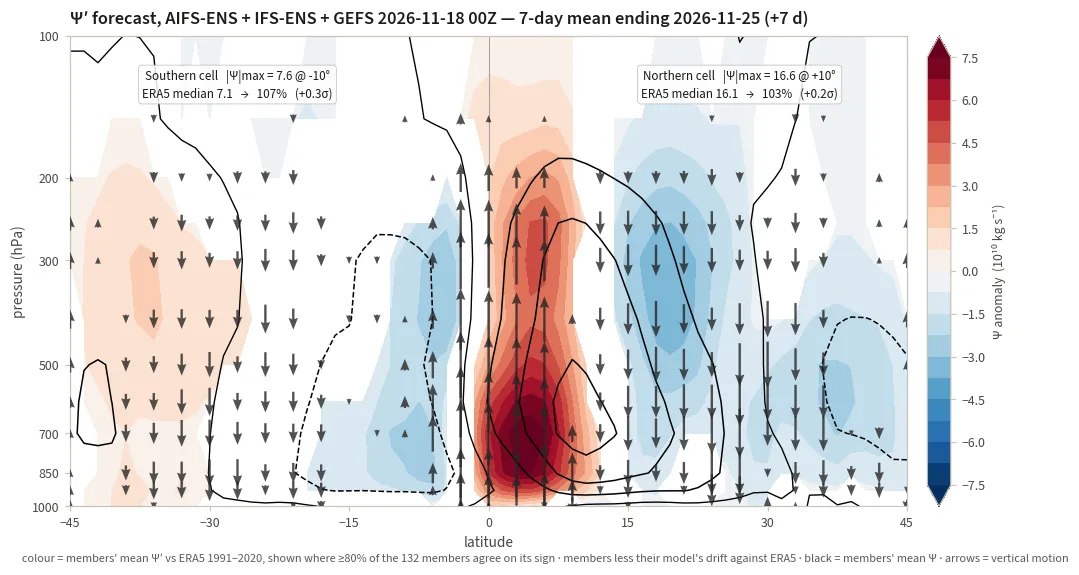 Ψ′ forecast, AIFS-ENS + IFS-ENS + GEFS 2026-11-18 00Z — 7-day mean ending 2026-11-25 (+7 d)
100
200
300
500
700
850
1000
pressure (hPa)
Southern cell |Ψ|max = 7.6 @ -10°
ERA5 median 7.1 → 107% (+0.3σ)
Northern cell |Ψ|max = 16.6 @ +10°
ERA5 median 16.1 → 103% (+0.2σ)
−45
−30
−15
0
15
30
45
latitude
7.5
6.0
4.5
3.0
1.5
0.0
−1.5
−3.0
−4.5
−6.0
−7.5
Ψ anomaly (10¹⁰ kg s⁻¹)
colour = members' mean Ψ′ vs ERA5 1991–2020, shown where ≥80% of the 132 members agree on its sign · members less their model's drift against ERA5 · black = members' mean Ψ · arrows = vertical motion